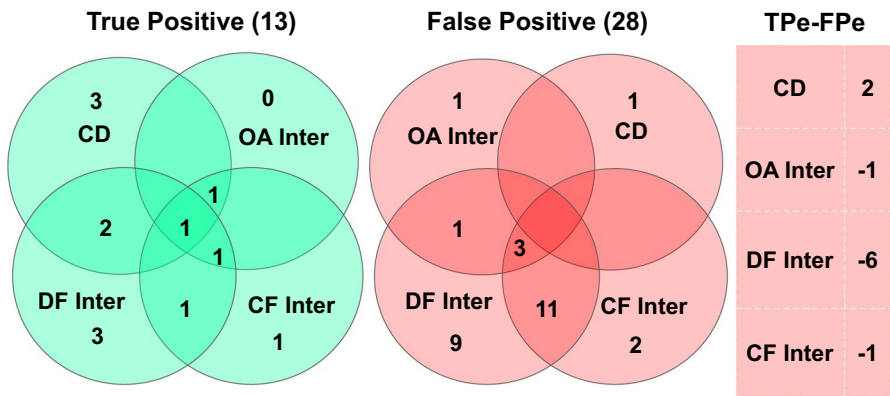 True Positive (13)
3
CD
0
OA Inter
1
2
1
1
DF Inter
3
1
CF Inter
1
False Positive (28)
1
OA Inter
1
CD
1
3
DF Inter
9
11
CF Inter
2
TPe-FPe
CD 2
OA Inter -1
DF Inter -6
CF Inter -1